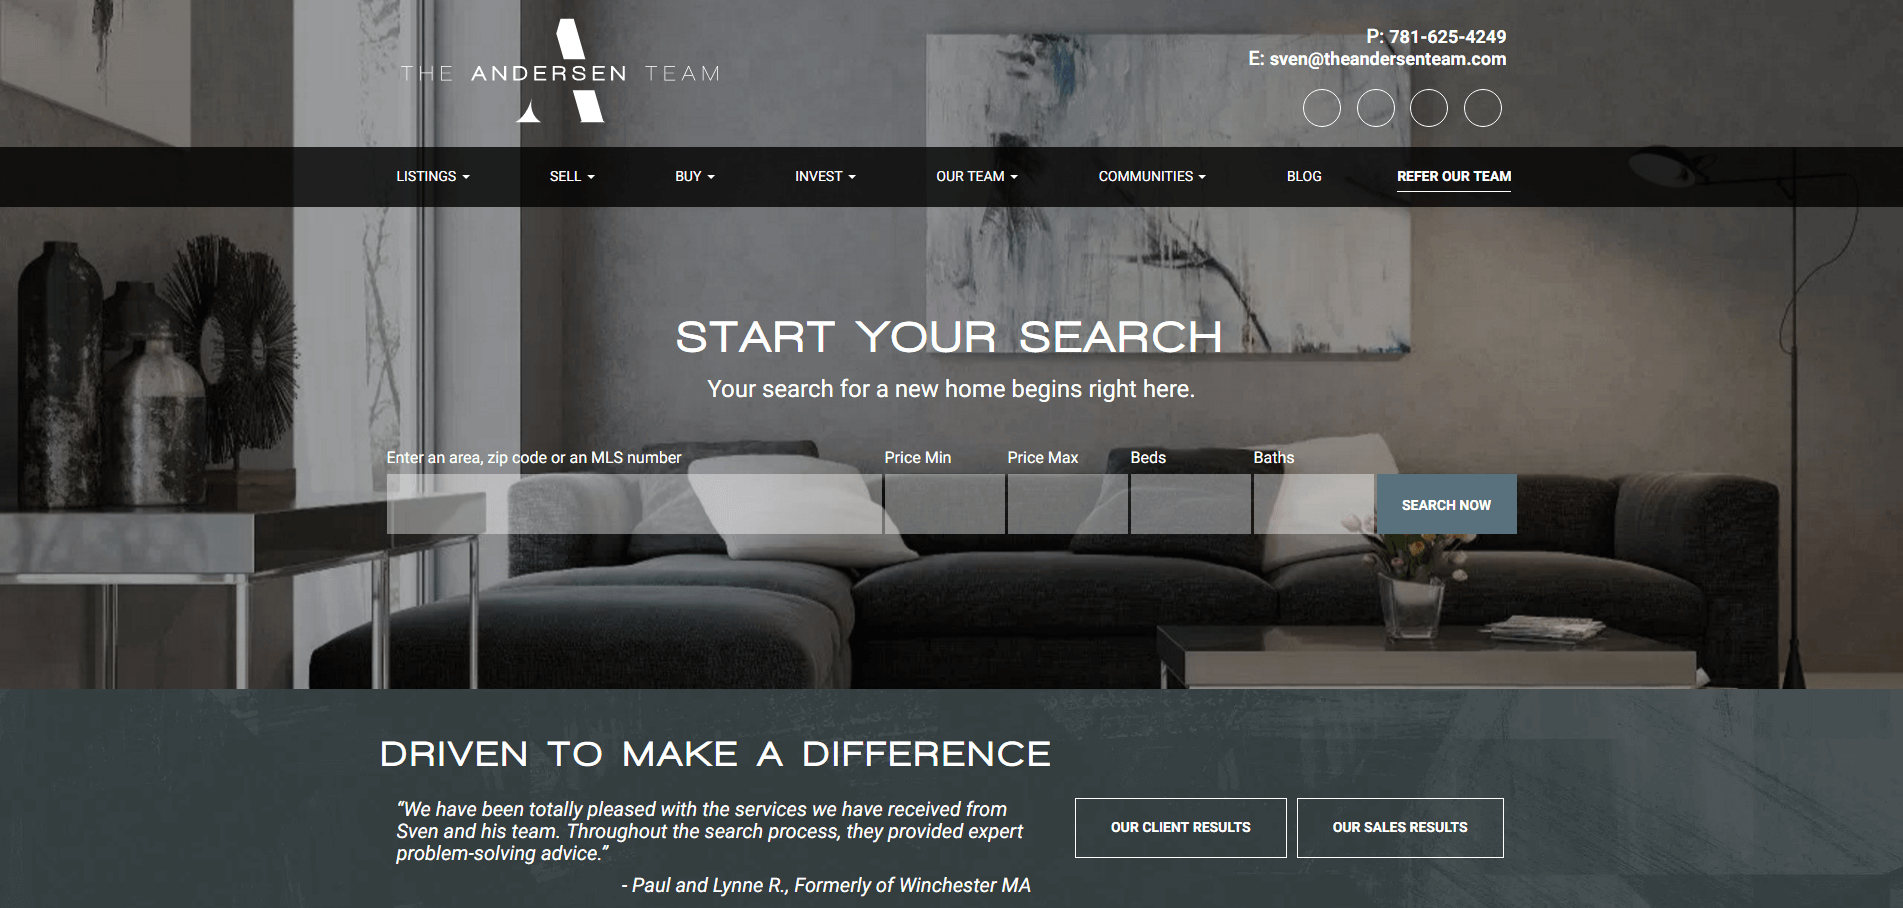 THE ANDERSEN TEAM
P: 781-625-4249
E: sven@theandersenteam.com
LISTINGS
SELL
BUY
INVEST
OUR TEAM
COMMUNITIES
BLOG
REFER OUR TEAM
START YOUR SEARCH
Your search for a new home begins right here.
Enter an area, zip code or an MLS number
Price Min
Price Max
Beds
Baths
SEARCH NOW
DRIVEN TO MAKE A DIFFERENCE
“We have been totally pleased with the services we have received from
Sven and his team. Throughout the search process, they provided expert
problem-solving advice.”
- Paul and Lynne R., Formerly of Winchester MA
OUR CLIENT RESULTS
OUR SALES RESULTS